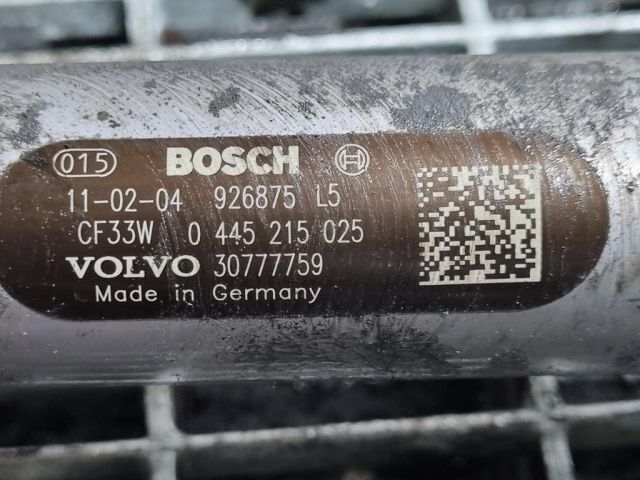 015 BOSCH
11-02-04 926875 L5
CF33W 0 445 215 025
VOLVO 30777759
Made in Germany